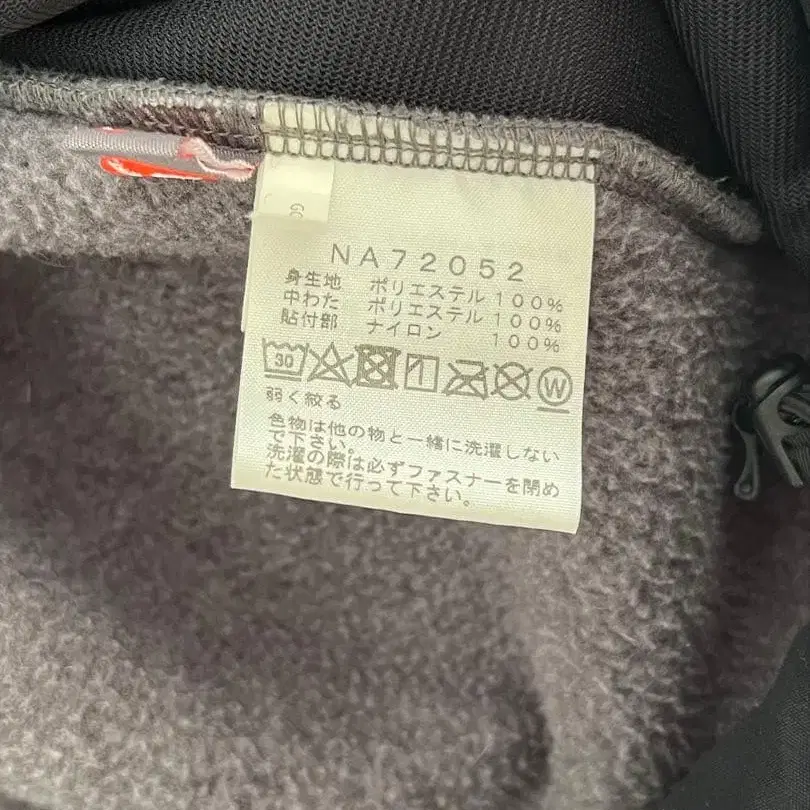 GO
NA72052
身生地 ポリエステル 100%
中わた ポリエステル 100%
貼付部 ナイロン 100%
30 W
弱く絞る
色物は他の物と一緒に洗濯しない
で下さい。
洗濯の際は必ずファスナーを閉め
た状態で行って下さい。